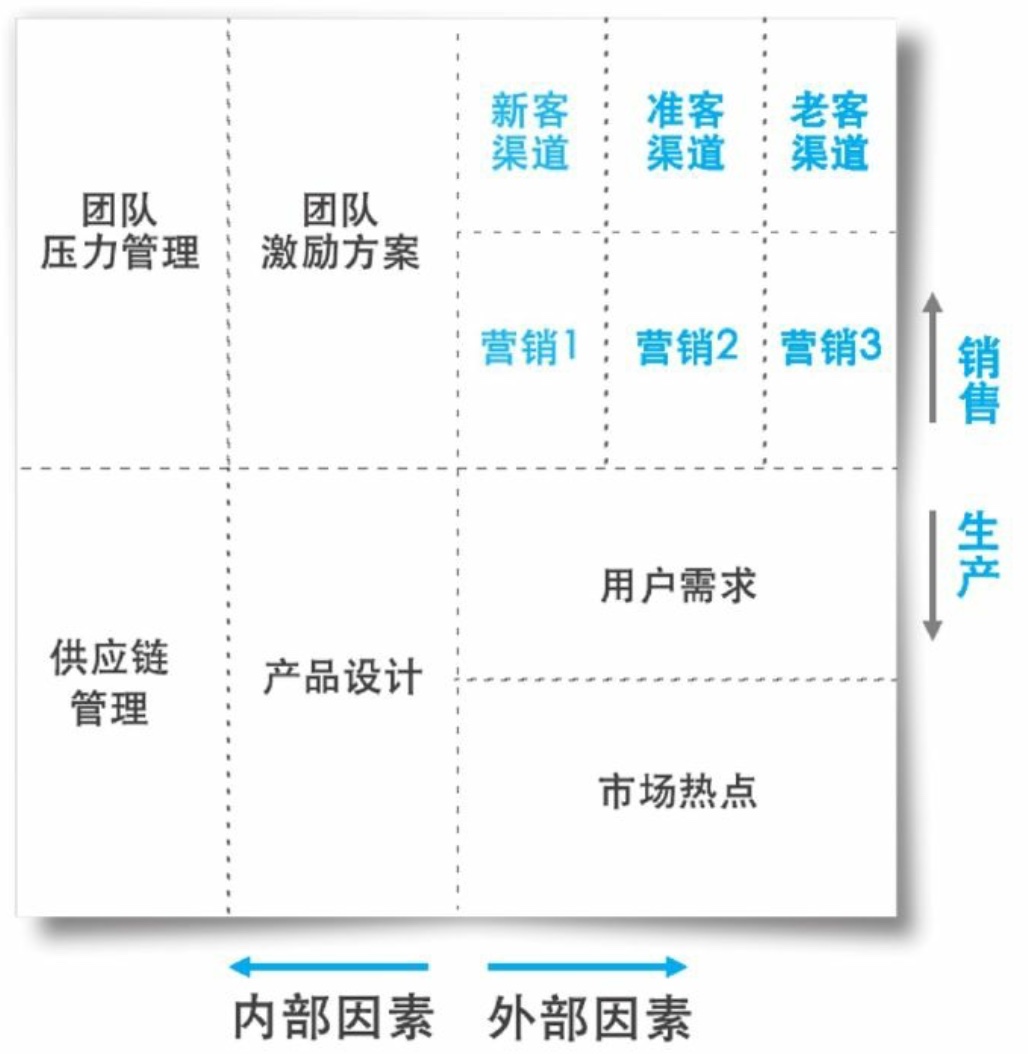 新客
渠道
准客
渠道
老客
渠道
团队
压力管理
团队
激励方案
营销1
营销2
营销3
销售
生产
用户需求
供应链
管理
产品设计
市场热点
内部因素
外部因素